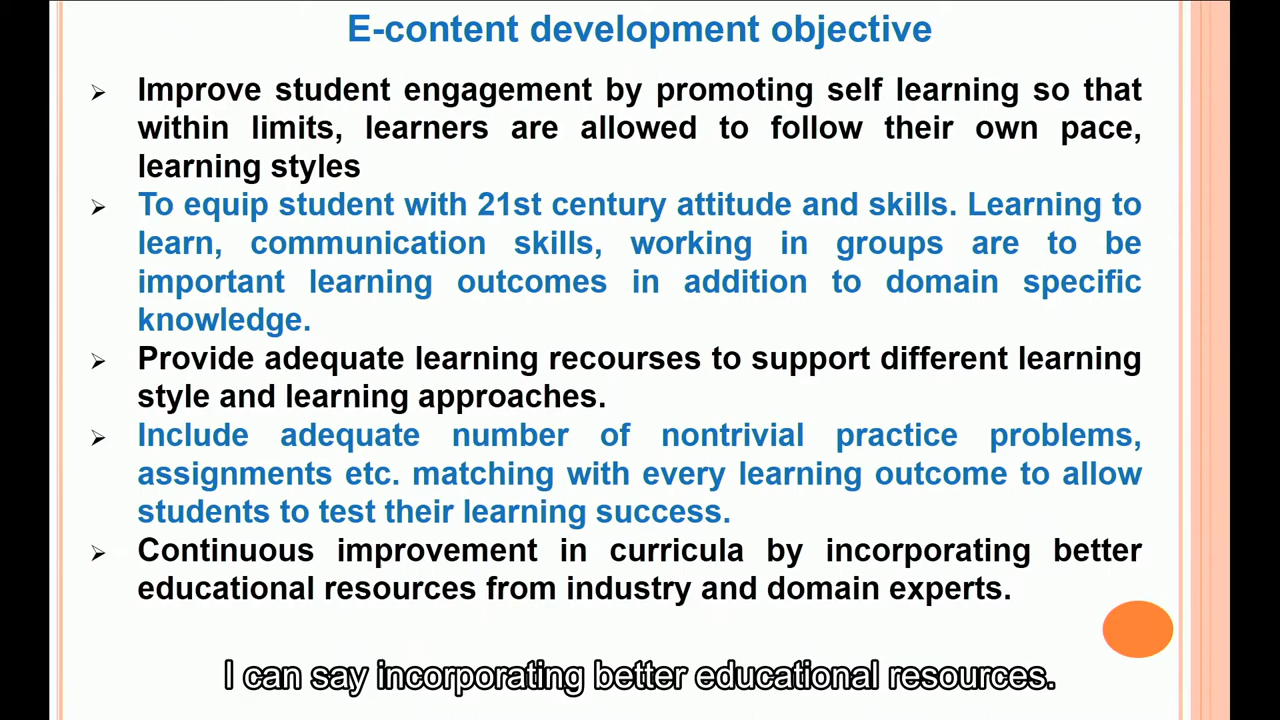 E-content development objective
Improve student engagement by promoting self learning so that
within limits, learners are allowed to follow their own pace,
learning styles
To equip student with 21st century attitude and skills. Learning to
learn, communication skills, working in groups are to be
important learning outcomes in addition to domain specific
knowledge.
Provide adequate learning recourses to support different learning
style and learning approaches.
Include adequate number of nontrivial practice problems,
assignments etc. matching with every learning outcome to allow
students to test their learning success.
Continuous improvement in curricula by incorporating better
educational resources from industry and domain experts.
I can say incorporating better educational resources.